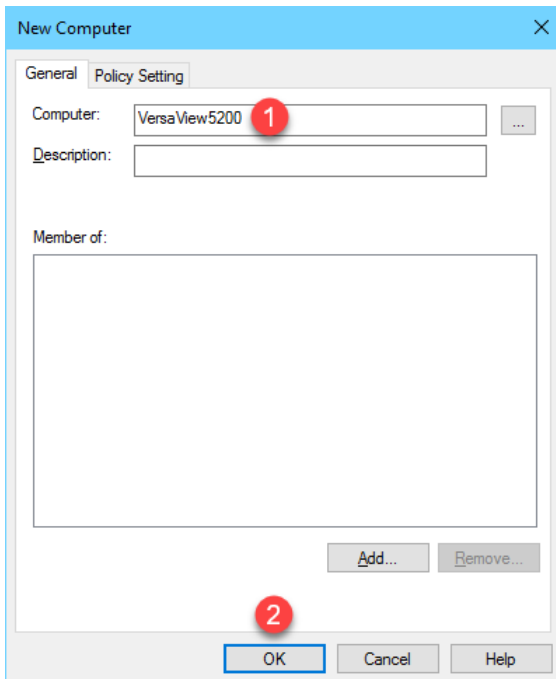 New Computer
General Policy Setting
Computer: VersaView5200 1 ...
Description:
Member of:
Add... Remove...
2
OK Cancel Help